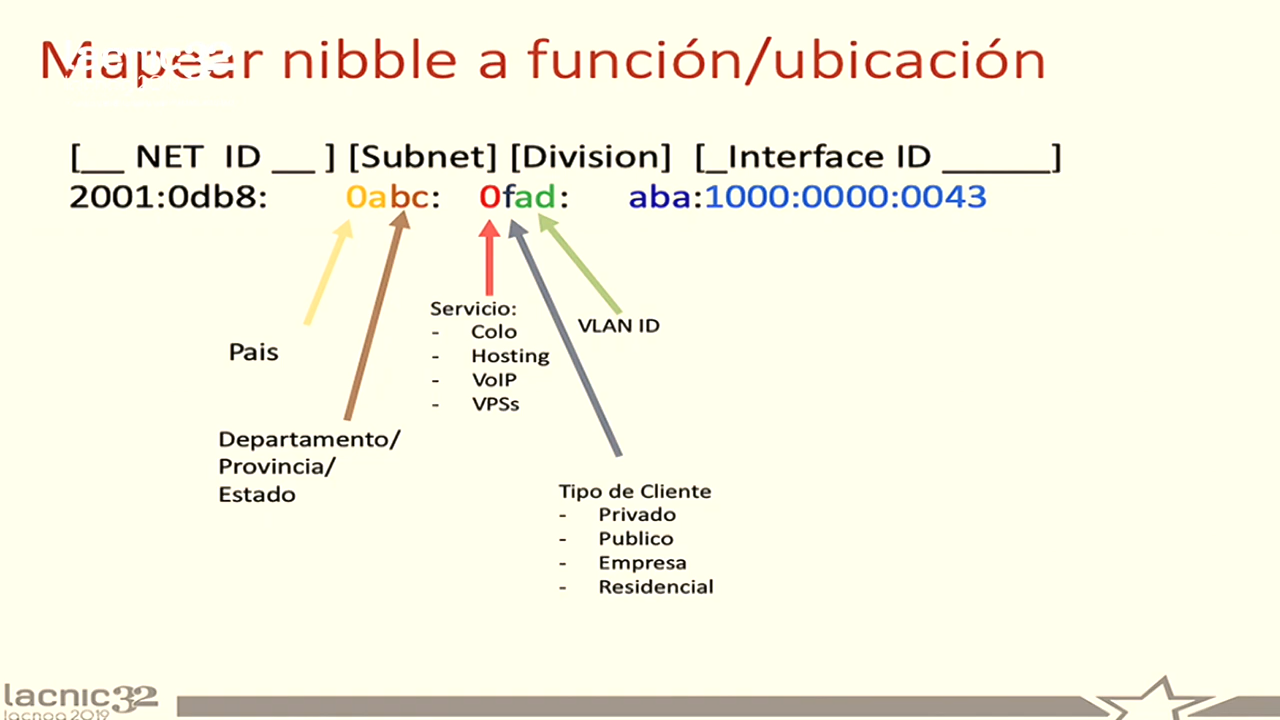 Mapear nibble a función/ubicación
[__ NET ID __ ] [Subnet] [Division] [_Interface ID _____]
2001:0db8: 0abc: 0fad: aba:1000:0000:0043
Pais
Departamento/
Provincia/
Estado
Servicio:
- Colo
- Hosting
- VoIP
- VPSs
VLAN ID
Tipo de Cliente
- Privado
- Publico
- Empresa
- Residencial
lacnic32
lacnog 2019